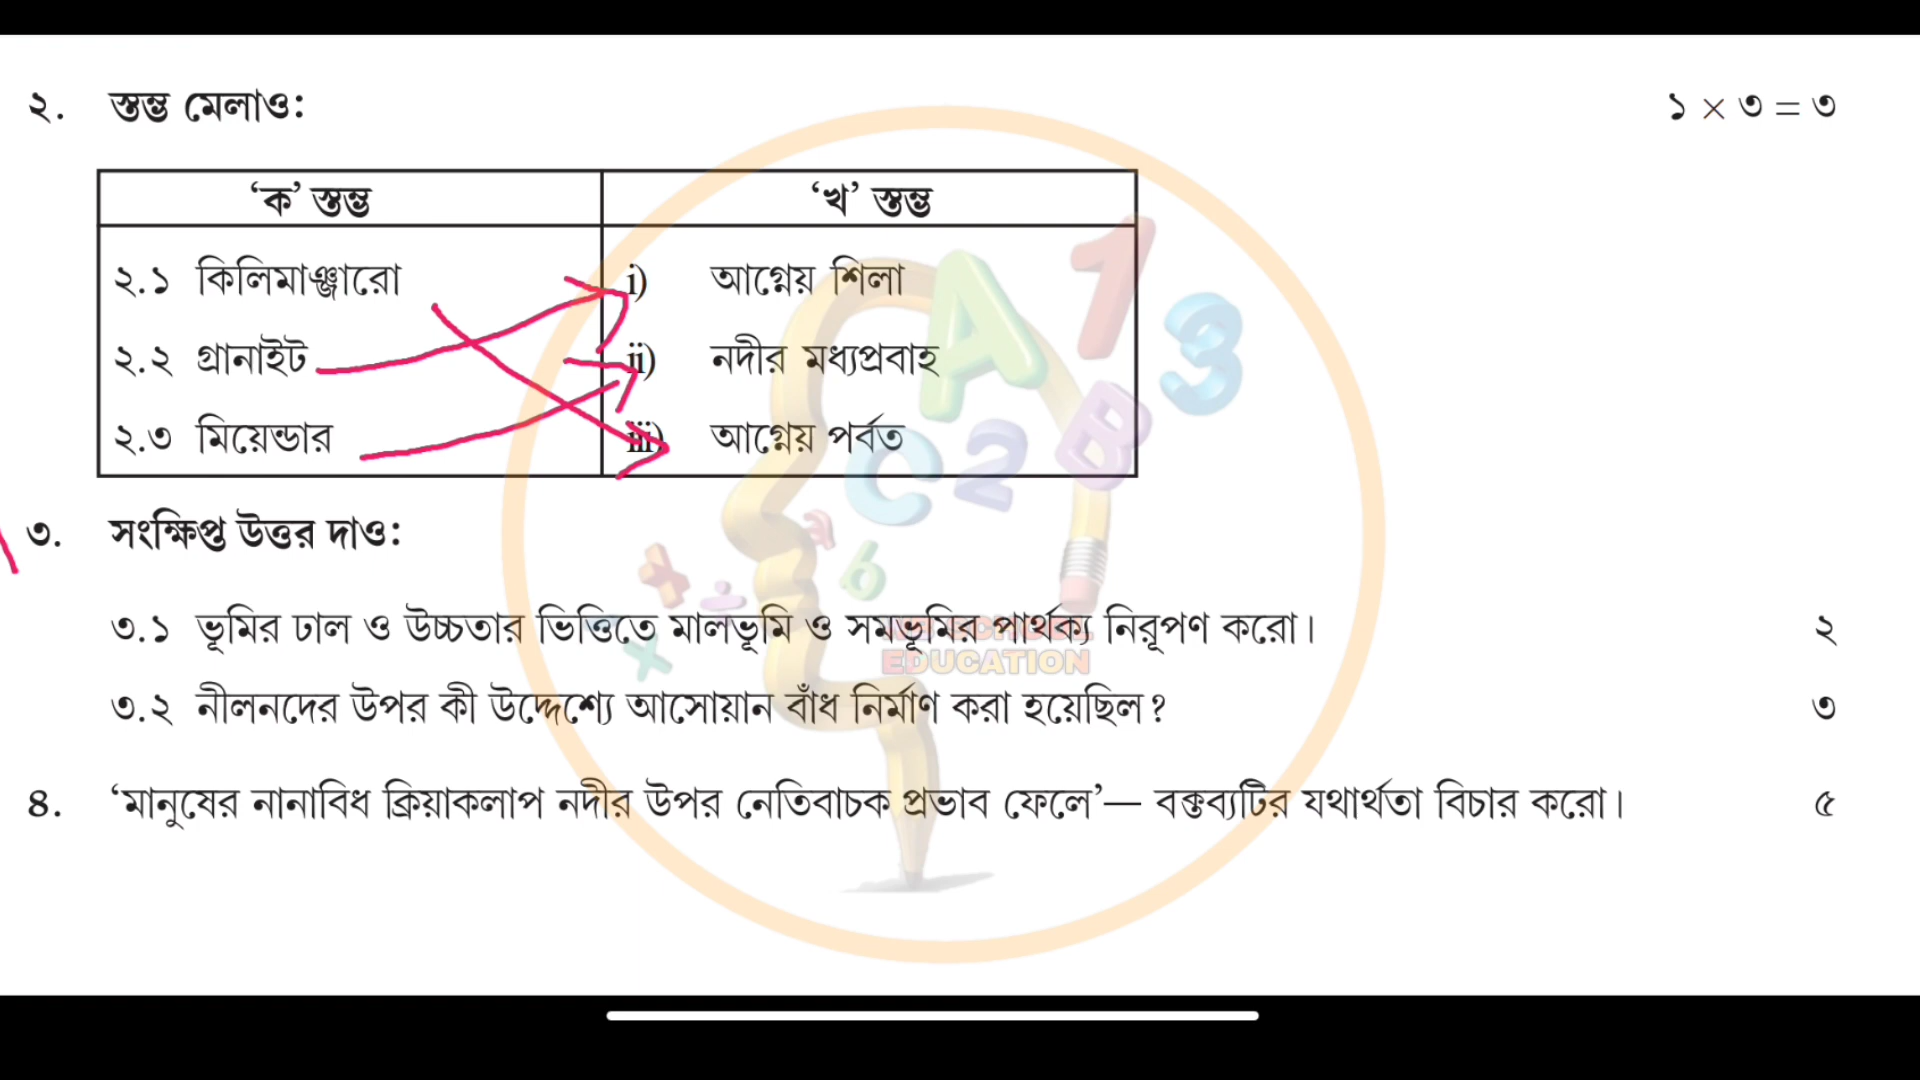 ২. স্তম্ভ মেলাও: ১ × ৩ = ৩
‘ক’ স্তম্ভ ‘খ’ স্তম্ভ
২.১ কিলিমাঞ্জারো i) আগ্নেয় শিলা
২.২ গ্রানাইট ii) নদীর মধ্যপ্রবাহ
২.৩ মিয়েন্ডার iii) আগ্নেয় পর্বত
৩. সংক্ষিপ্ত উত্তর দাও:
৩.১ ভূমির ঢাল ও উচ্চতার ভিত্তিতে মালভূমি ও সমভূমির পার্থক্য নিরূপণ করো। ২
EDUCATION
৩.২ নীলনদের উপর কী উদ্দেশ্যে আসোয়ান বাঁধ নির্মাণ করা হয়েছিল? ৩
৪. ‘মানুষের নানাবিধ ক্রিয়াকলাপ নদীর উপর নেতিবাচক প্রভাব ফেলে’— বক্তব্যটির যথার্থতা বিচার করো। ৫